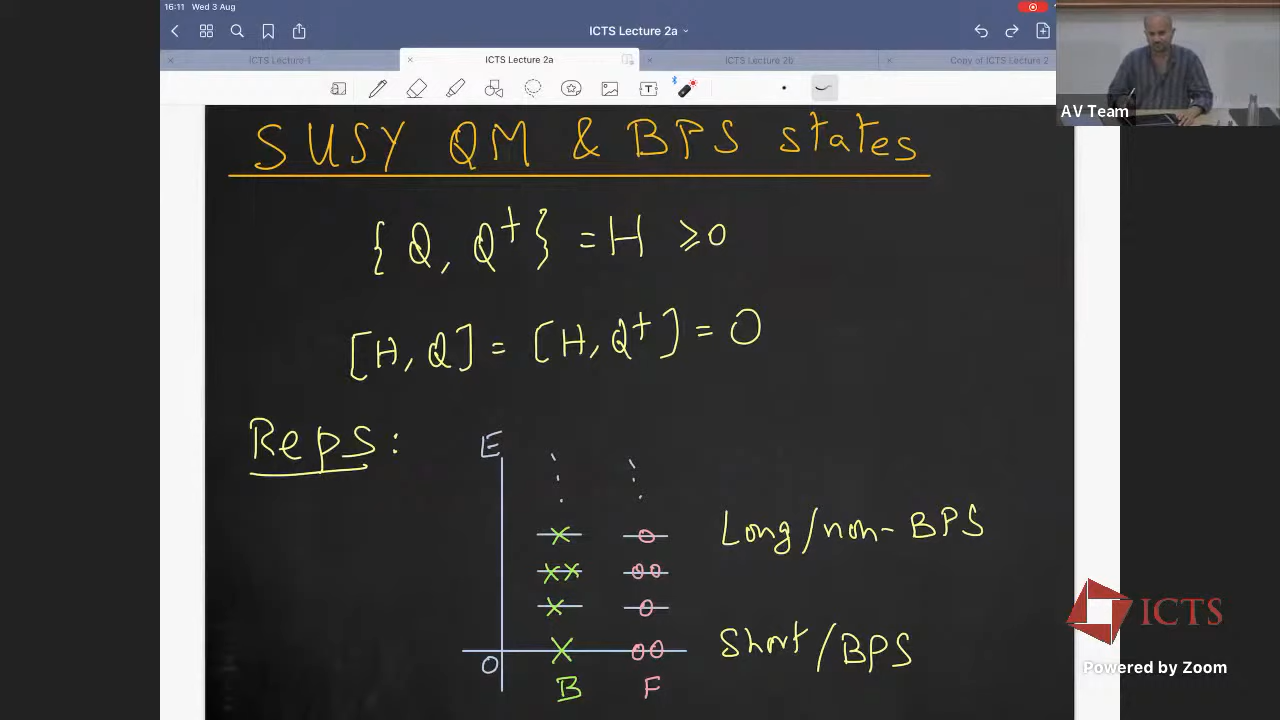 16:11 Wed 3 Aug
ICTS Lecture 2a
ICTS Lecture 1
ICTS Lecture 2a
ICTS Lecture 2b
Copy of ICTS Lecture 2
AV Team
SUSY QM & BPS states
{Q, Q†} = H ≥ 0
[H, Q] = [H, Q†] = 0
Reps:
E
Long/non-BPS
Short/BPS
0
B F
ICTS
Powered by Zoom